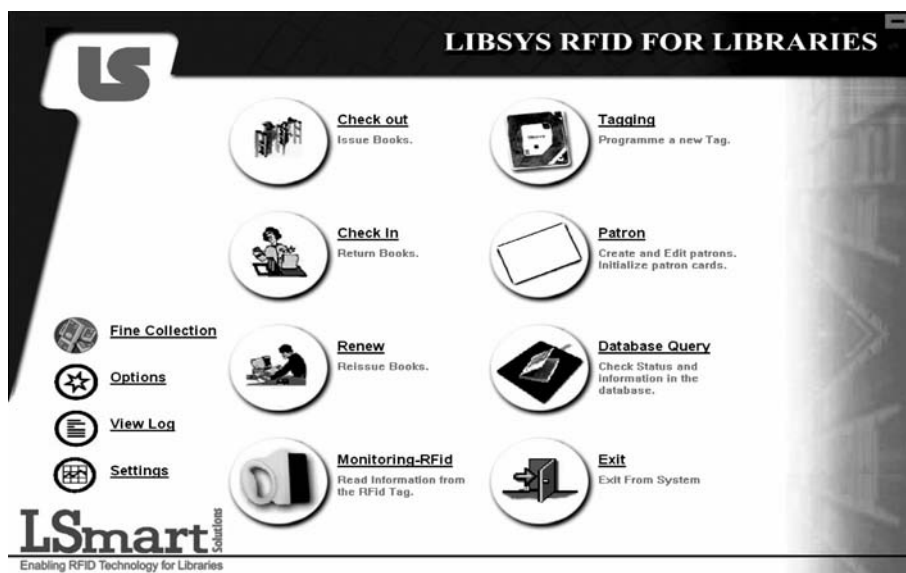 LS
LIBSYS RFID FOR LIBRARIES
Check out
Issue Books.
Tagging
Programme a new Tag.
Check In
Return Books.
Patron
Create and Edit patrons.
Initialize patron cards.
Fine Collection
Options
View Log
Settings
Renew
Reissue Books.
Database Query
Check Status and
information in the
database.
Monitoring-RFid
Read Information from
the RFid Tag.
Exit
Exit From System
LSmart
Solutions
Enabling RFID Technology for Libraries